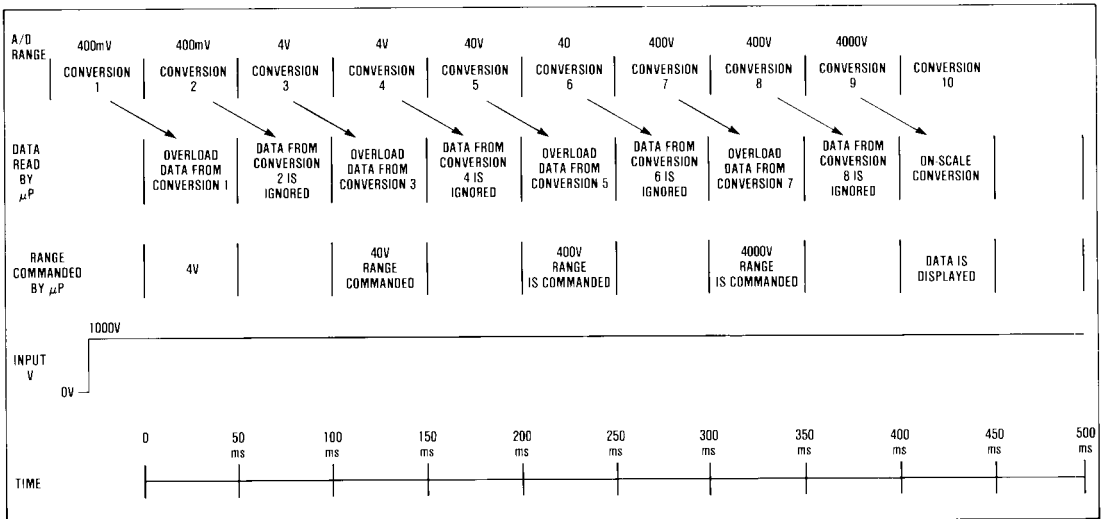 A/D
RANGE
400mV 400mV 4V 4V 40V 40 400V 400V 4000V
CONVERSION
1
CONVERSION
2
CONVERSION
3
CONVERSION
4
CONVERSION
5
CONVERSION
6
CONVERSION
7
CONVERSION
8
CONVERSION
9
CONVERSION
10
DATA
READ
BY
μP
OVERLOAD
DATA FROM
CONVERSION 1
DATA FROM
CONVERSION
2 IS
IGNORED
OVERLOAD
DATA FROM
CONVERSION 3
DATA FROM
CONVERSION
4 IS
IGNORED
OVERLOAD
DATA FROM
CONVERSION 5
DATA FROM
CONVERSION
6 IS
IGNORED
OVERLOAD
DATA FROM
CONVERSION 7
DATA FROM
CONVERSION
8 IS
IGNORED
ON-SCALE
CONVERSION
RANGE
COMMANDED
BY μP
4V
40V
RANGE
COMMANDED
400V
RANGE
IS COMMANDED
4000V
RANGE
IS COMMANDED
DATA IS
DISPLAYED
1000V
INPUT
V
0V
0
50
ms
100
ms
150
ms
200
ms
250
ms
300
ms
350
ms
400
ms
450
ms
500
ms
TIME